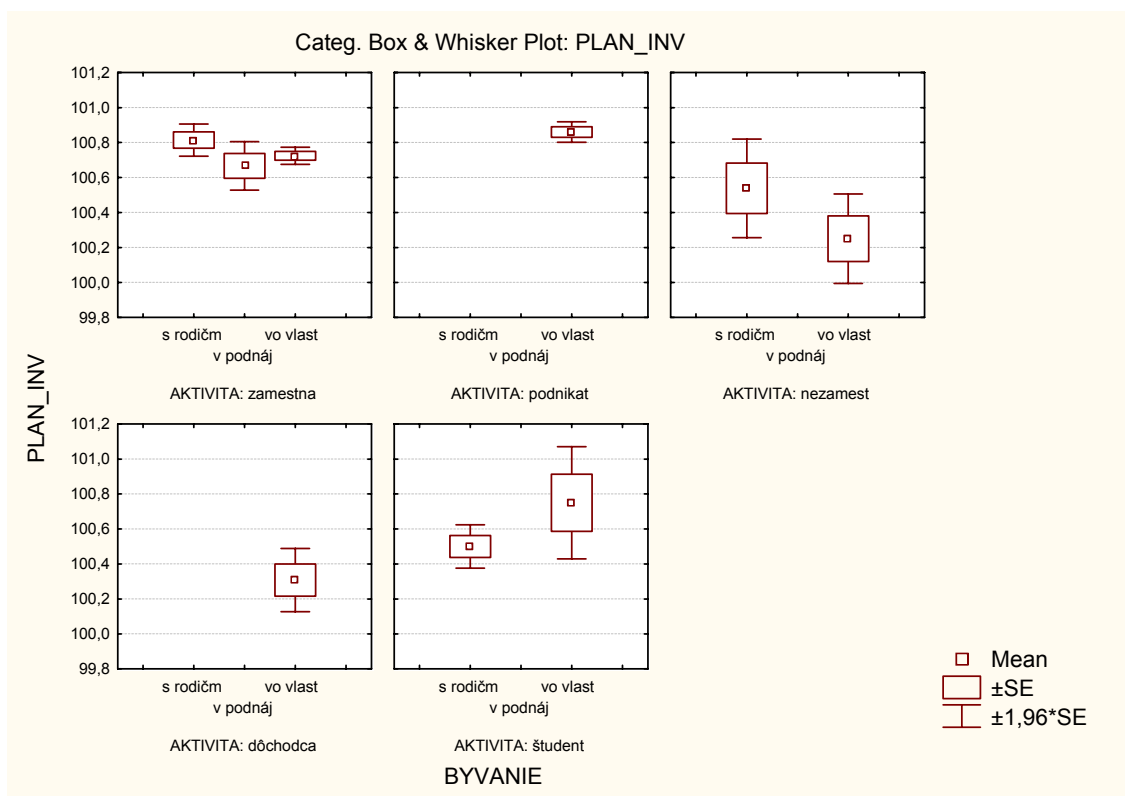 Categ. Box & Whisker Plot: PLAN_INV
PLAN_INV
101,2
101,0
100,8
100,6
100,4
100,2
100,0
99,8
s rodičm vo vlast
v podnáj
AKTIVITA: zamestna
s rodičm vo vlast
v podnáj
AKTIVITA: podnikat
s rodičm vo vlast
v podnáj
AKTIVITA: nezamest
101,2
101,0
100,8
100,6
100,4
100,2
100,0
99,8
s rodičm vo vlast
v podnáj
AKTIVITA: dôchodca
s rodičm vo vlast
v podnáj
AKTIVITA: študent
BYVANIE
Mean
±SE
±1,96*SE